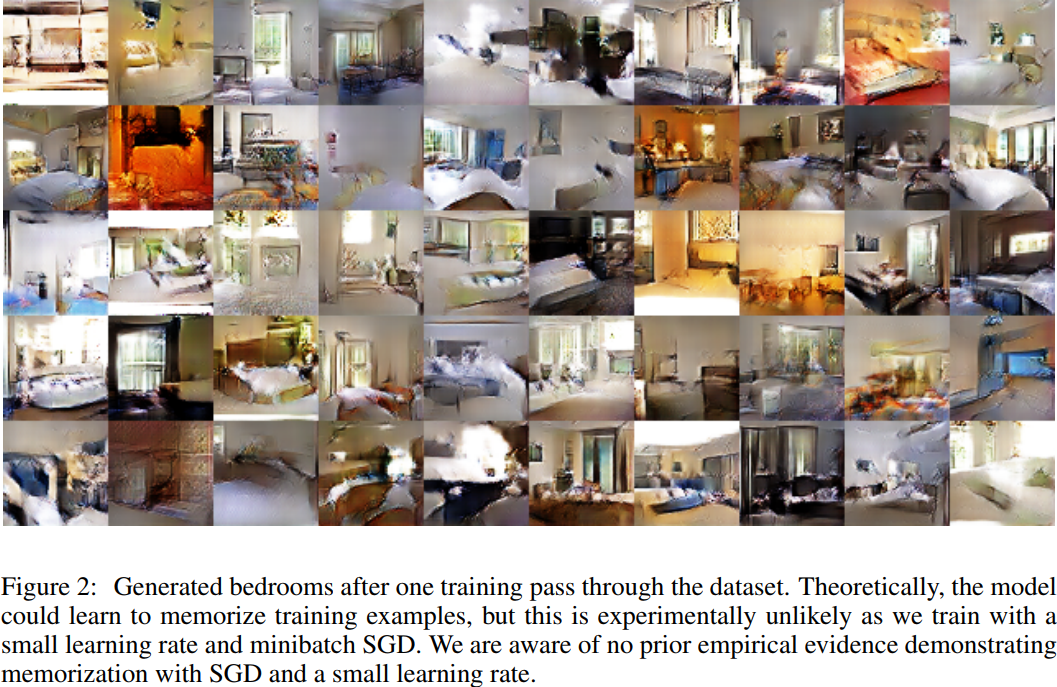 Figure 2: Generated bedrooms after one training pass through the dataset. Theoretically, the model
could learn to memorize training examples, but this is experimentally unlikely as we train with a
small learning rate and minibatch SGD. We are aware of no prior empirical evidence demonstrating
memorization with SGD and a small learning rate.